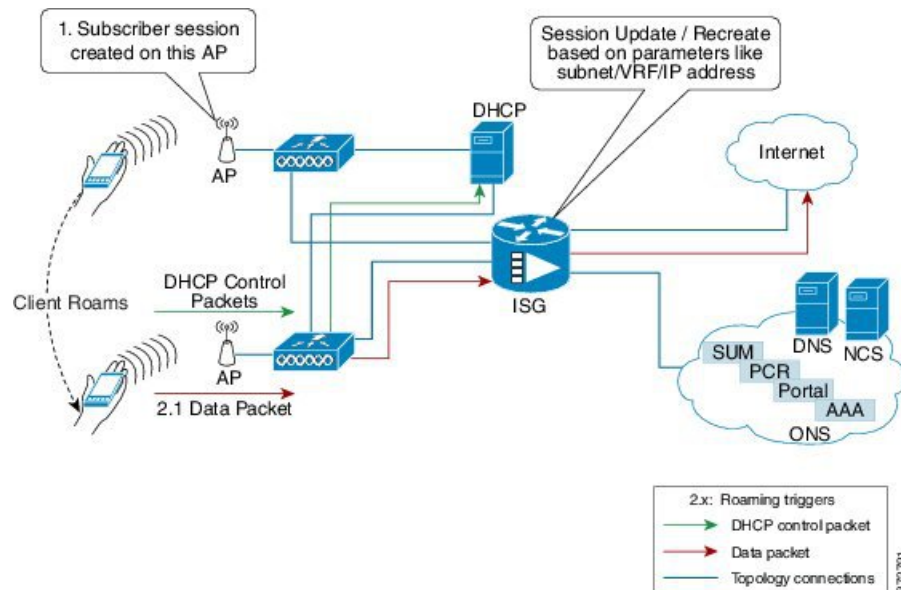 1. Subscriber session
created on this AP
Session Update / Recreate
based on parameters like
subnet/VRF/IP address
DHCP
AP
Internet
Client Roams
DHCP Control
Packets
ISG
AP
2.1 Data Packet
DNS
NCS
SUM
PCR
Portal
AAA
ONS
2.x: Roaming triggers
DHCP control packet
Data packet
Topology connections